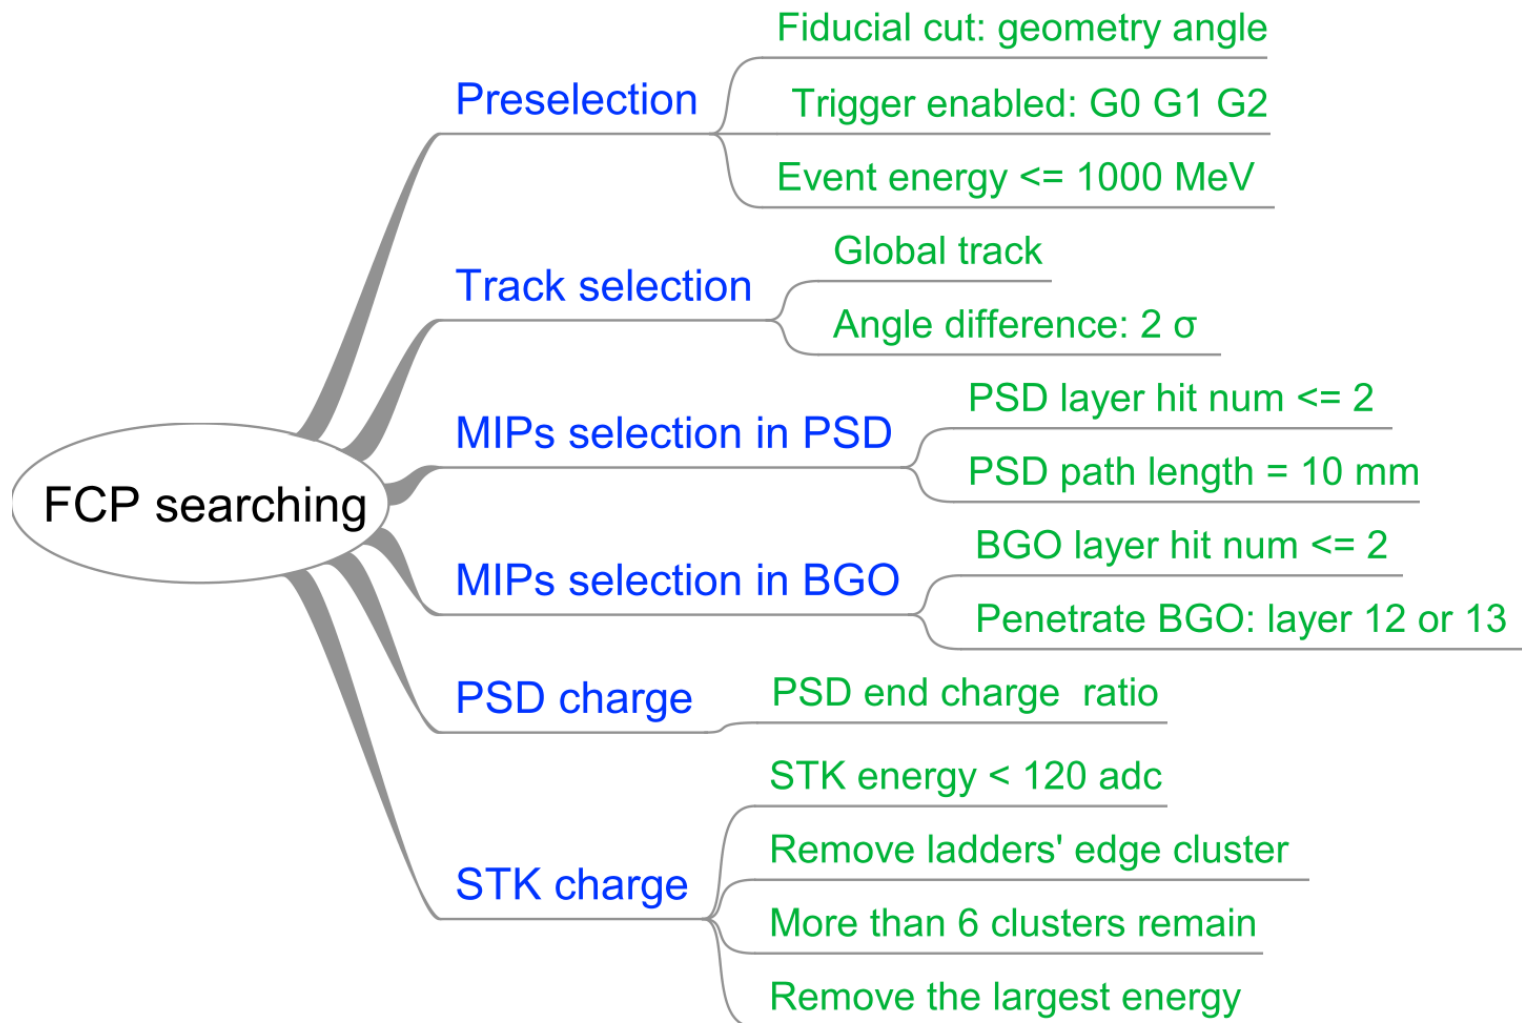 FCP searching
Preselection
Fiducial cut: geometry angle
Trigger enabled: G0 G1 G2
Event energy <= 1000 MeV
Track selection
Global track
Angle difference: 2 σ
MIPs selection in PSD
PSD layer hit num <= 2
PSD path length = 10 mm
MIPs selection in BGO
BGO layer hit num <= 2
Penetrate BGO: layer 12 or 13
PSD charge
PSD end charge ratio
STK charge
STK energy < 120 adc
Remove ladders' edge cluster
More than 6 clusters remain
Remove the largest energy